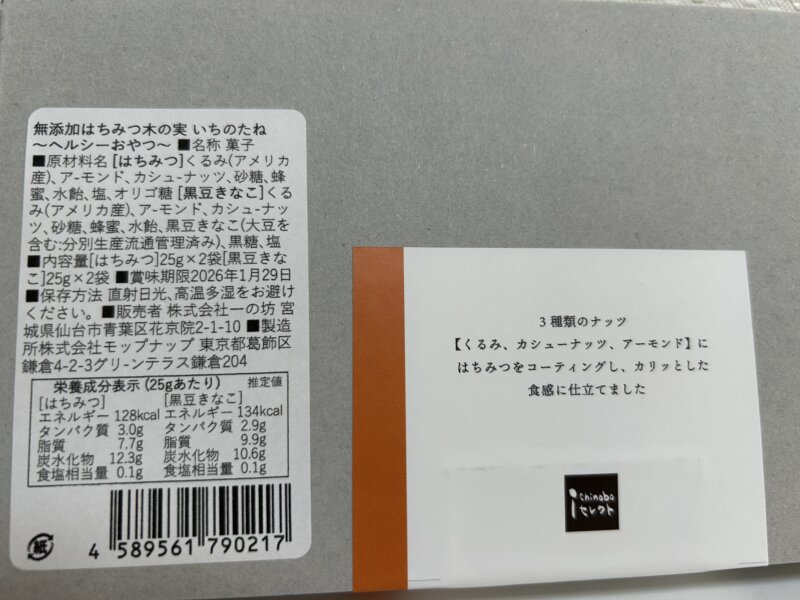 無添加はちみつ木の実 いちのたね
〜ヘルシーおやつ〜 ■名称 菓子
■原材料名 [はちみつ]くるみ(アメリカ
産)、アーモンド、カシューナッツ、砂糖、蜂
蜜、水飴、塩、オリゴ糖 [黒豆きなこ]くる
み(アメリカ産)、アーモンド、カシューナッ
ツ、砂糖、蜂蜜、水飴、黒豆きなこ(大豆を
含む:分別生産流通管理済み)、黒糖、塩
■内容量[はちみつ]25g×2袋[黒豆きな
こ]25g×2袋 ■賞味期限2026年1月29日
■保存方法 直射日光、高温多湿をお避け
ください。■販売者 株式会社一の坊 宮
城県仙台市青葉区花京院2-1-10 ■製造
所株式会社モップナップ 東京都葛飾区
鎌倉4-2-3グリーンテラス鎌倉204
栄養成分表示 (25gあたり) 推定値
[はちみつ] [黒豆きなこ]
エネルギー 128kcal エネルギー 134kcal
タンパク質 3.0g タンパク質 2.9g
脂質 7.7g 脂質 9.9g
炭水化物 12.3g 炭水化物 10.6g
食塩相当量 0.1g 食塩相当量 0.1g
紙
4 589561 790217
3種類のナッツ
【くるみ、カシューナッツ、アーモンド】に
はちみつをコーティングし、カリッとした
食感に仕立てました
ichinobo
セレクト